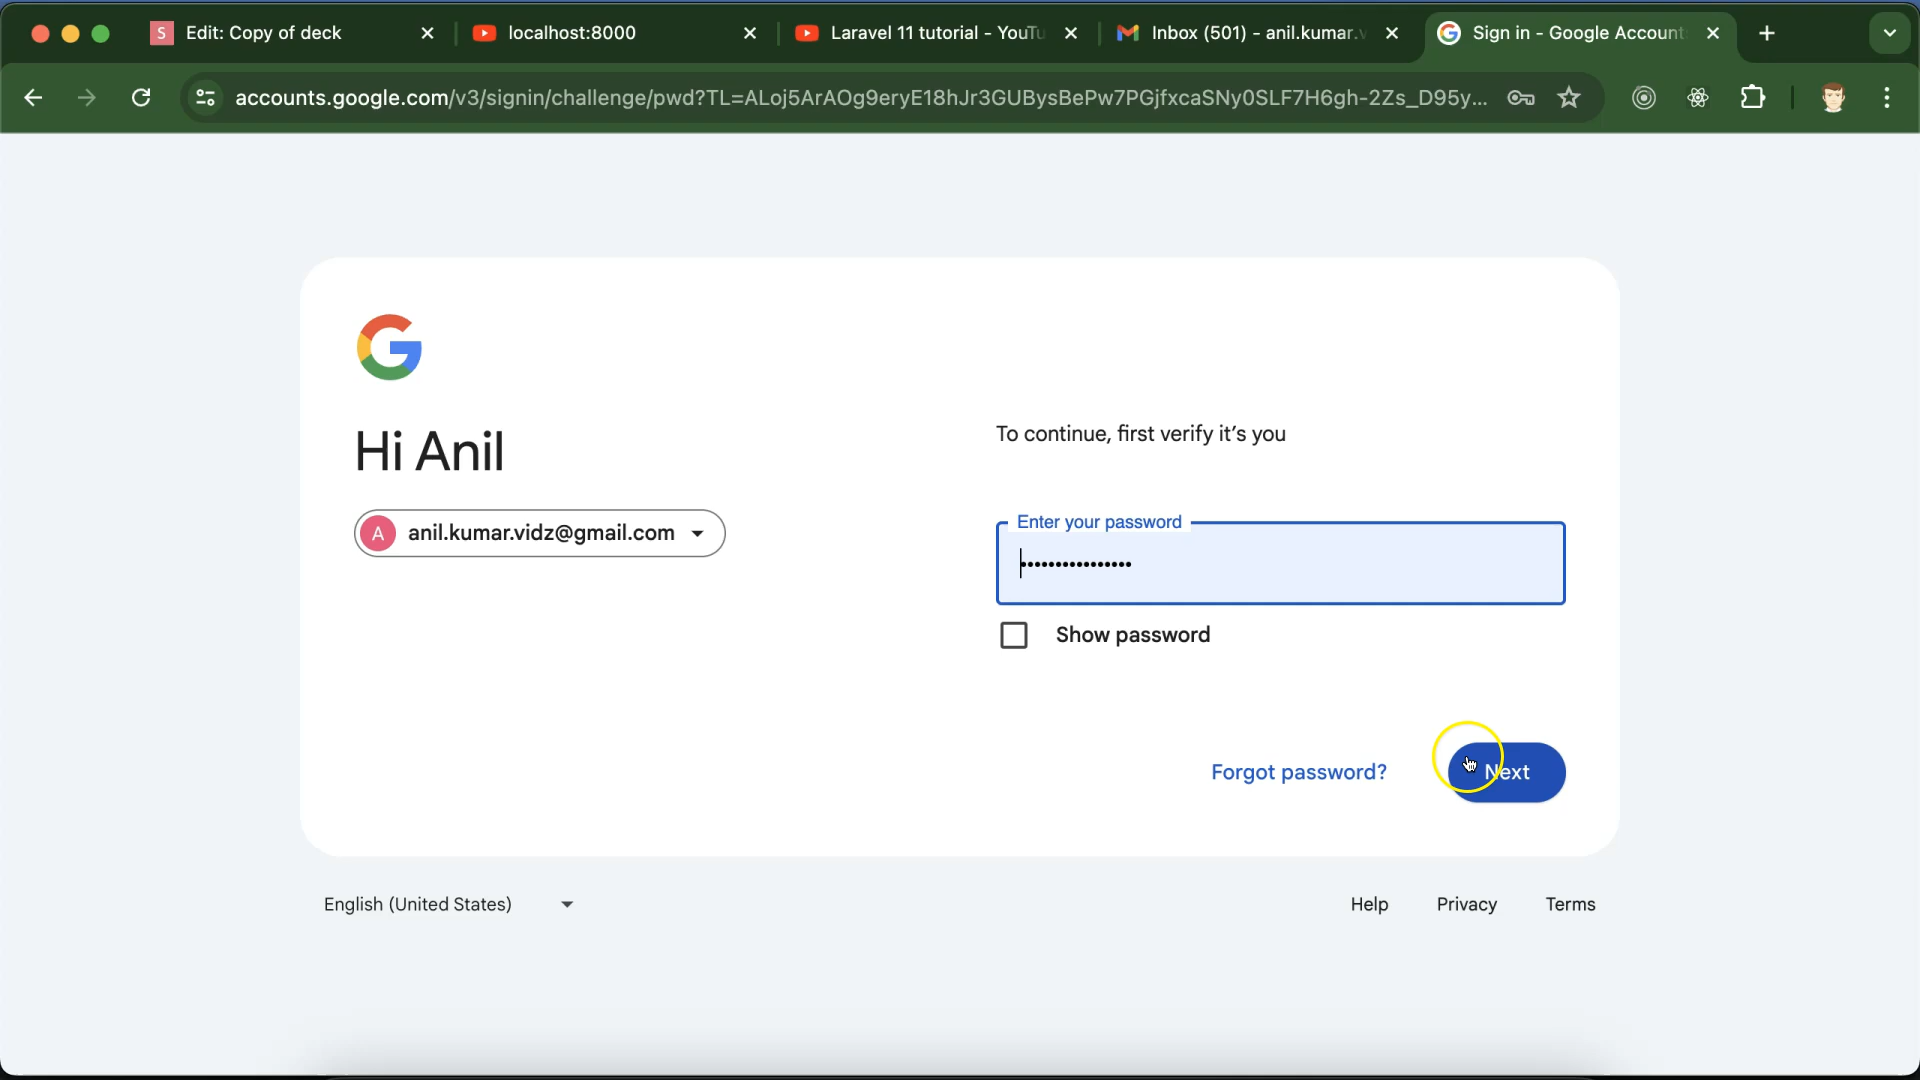 S Edit: Copy of deck
localhost:8000
Laravel 11 tutorial - YouTu
Inbox (501) - anil.kumar.v
Sign in - Google Account
accounts.google.com/v3/signin/challenge/pwd?TL=ALoj5ArAOg9eryE18hJr3GUBysBePw7PGjfxcaSNy0SLF7H6gh-2Zs_D95y...
Hi Anil
A anil.kumar.vidz@gmail.com
To continue, first verify it's you
Enter your password
••••••••••••••••
Show password
Forgot password?
Next
English (United States)
Help Privacy Terms